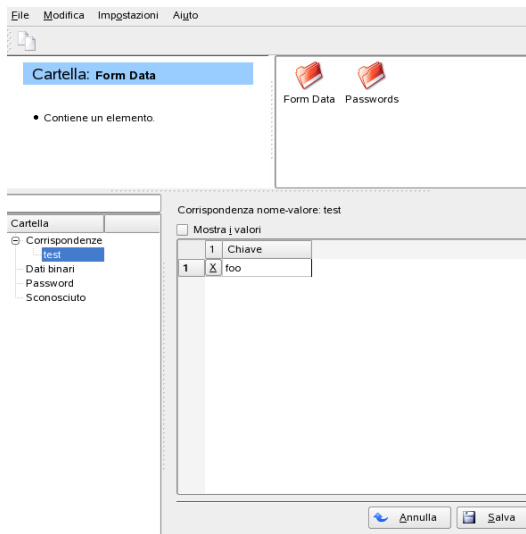 File Modifica Impostazioni Aiuto
Cartella: Form Data
Contiene un elemento.
Form Data Passwords
Cartella
Corrispondenze
test
Dati binari
Password
Sconosciuto
Corrispondenza nome-valore: test
Mostra i valori
1 Chiave
1 X foo
Annulla Salva